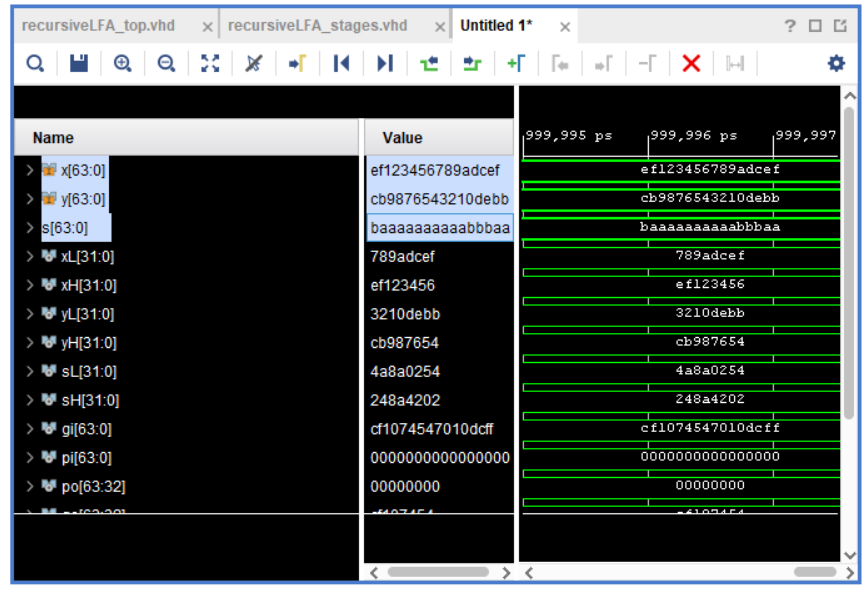 recursiveLFA_top.vhd × recursiveLFA_stages.vhd × Untitled 1* × ?
Name Value 999,995 ps 999,996 ps 999,997
x[63:0] ef123456789adcef ef123456789adcef
y[63:0] cb9876543210debb cb9876543210debb
s[63:0] baaaaaaaaaabbbaa baaaaaaaaaabbbaa
xL[31:0] 789adcef 789adcef
xH[31:0] ef123456 ef123456
yL[31:0] 3210debb 3210debb
yH[31:0] cb987654 cb987654
sL[31:0] 4a8a0254 4a8a0254
sH[31:0] 248a4202 248a4202
gi[63:0] cf1074547010dcff cf1074547010dcff
pi[63:0] 0000000000000000 0000000000000000
po[63:32] 00000000 00000000